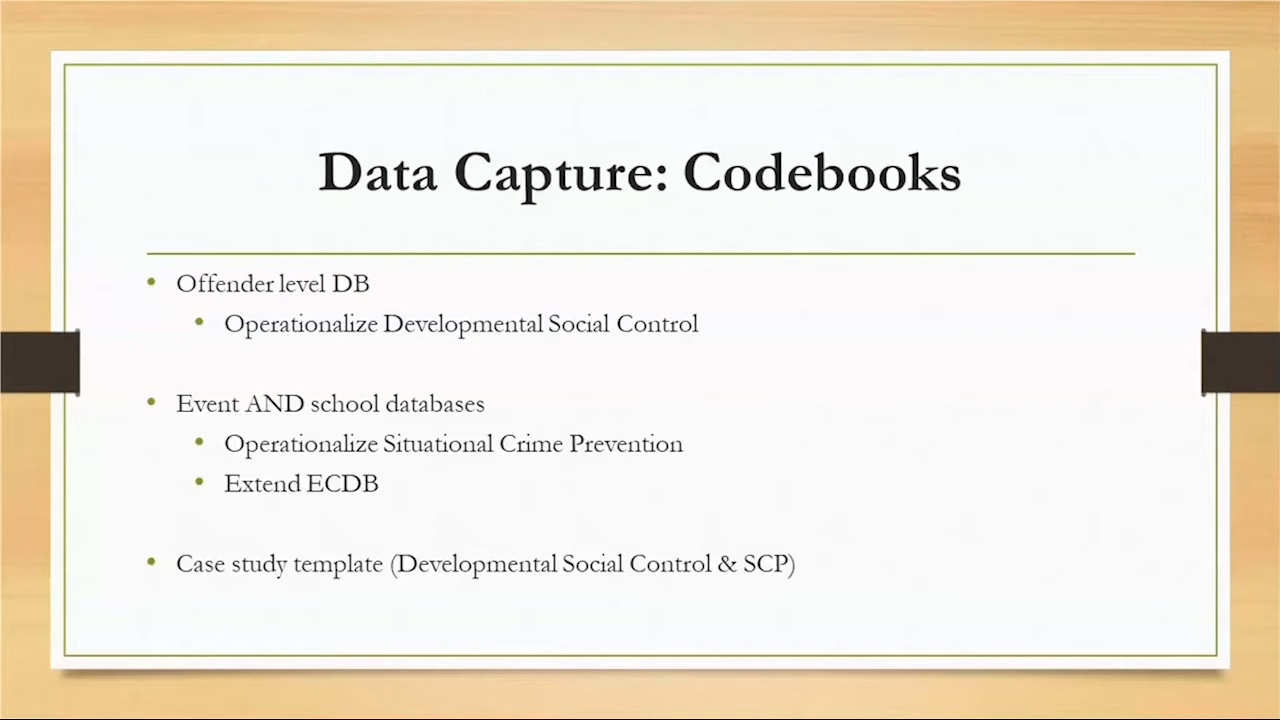 Data Capture: Codebooks
• Offender level DB
• Operationalize Developmental Social Control
• Event AND school databases
• Operationalize Situational Crime Prevention
• Extend ECDB
• Case study template (Developmental Social Control & SCP)